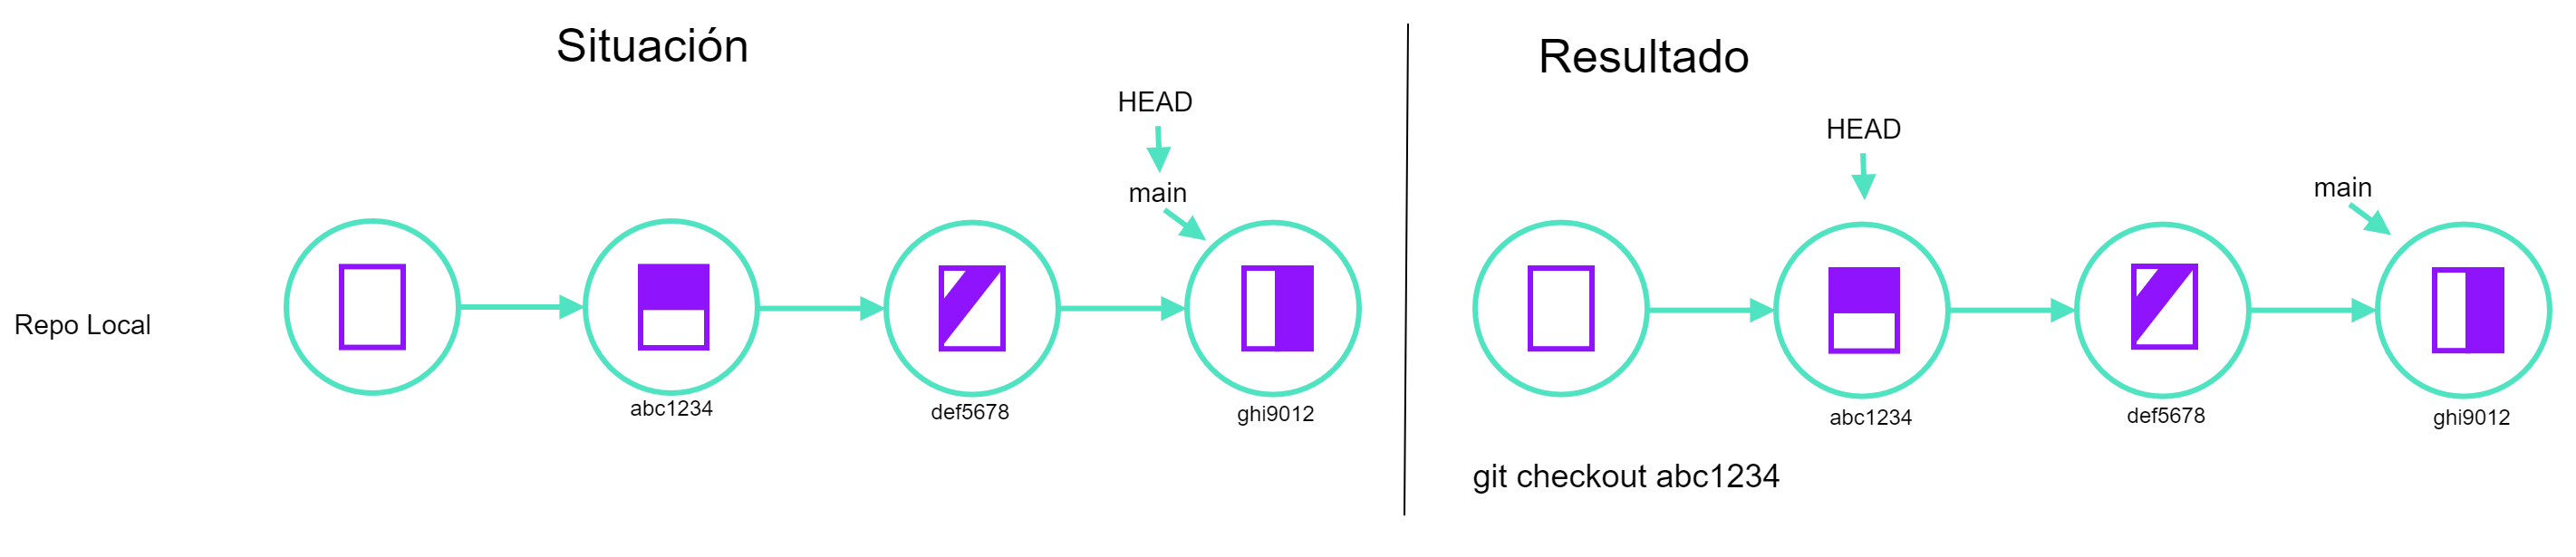 Situación
HEAD
main
Repo Local
abc1234
def5678
ghi9012
Resultado
HEAD
main
abc1234
def5678
ghi9012
git checkout abc1234